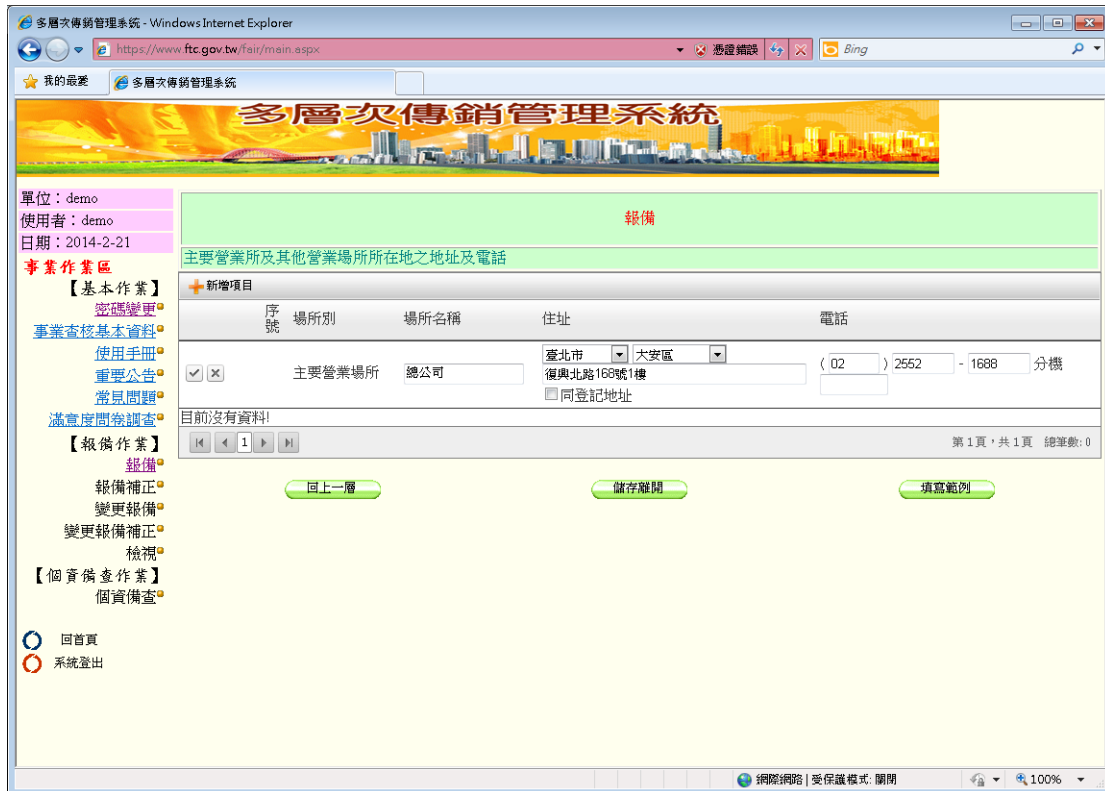 多層次傳銷管理系統 - Windows Internet Explorer
https://www.ftc.gov.tw/fair/main.aspx
憑證錯誤
Bing
我的最愛
多層次傳銷管理系統
多層次傳銷管理系統
單位：demo
使用者：demo
日期：2014-2-21
事業作業區
【基本作業】
密碼變更
事業查核基本資料
使用手冊
重要公告
常見問題
滿意度問卷調查
【報備作業】
報備
報備補正
變更報備
變更報備補正
檢視
【個資備查作業】
個資備查
回首頁
系統登出
報備
主要營業所及其他營業場所所在地之地址及電話
新增項目
序號 場所別 場所名稱 住址 電話
主要營業場所 總公司 臺北市 大安區 ( 02 ) 2552 - 1688 分機
復興北路168號1樓
同登記地址
目前沒有資料!
1 第1頁，共1頁 總筆數:0
回上一層 儲存離開 填寫範例
網際網路 | 受保護模式: 關閉 100%